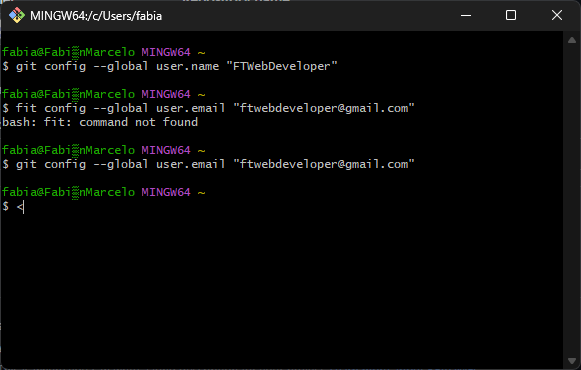 MINGW64:/c/Users/fabia
fabia@Fabi▒nMarcelo MINGW64 ~
$ git config --global user.name "FTWebDeveloper"
fabia@Fabi▒nMarcelo MINGW64 ~
$ fit config --global user.email "ftwebdeveloper@gmail.com"
bash: fit: command not found
fabia@Fabi▒nMarcelo MINGW64 ~
$ git config --global user.email "ftwebdeveloper@gmail.com"
fabia@Fabi▒nMarcelo MINGW64 ~
$ <